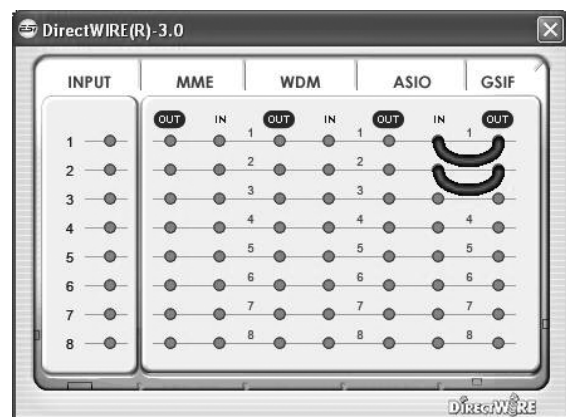 ESI DirectWIRE(R)-3.0
INPUT MME WDM ASIO GSIF
OUT IN OUT IN OUT IN OUT
1 1 1 1
2 2 2
3 3 3
4 4 4 4
5 5 5 5
6 6 6 6
7 7 7 7
8 8 8 8
DIRECTWIRE